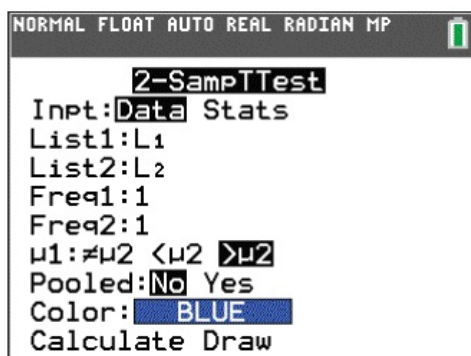 NORMAL FLOAT AUTO REAL RADIAN MP
2-SampTTest
Inpt:Data Stats
List1:L₁
List2:L₂
Freq1:1
Freq2:1
μ1:≠μ2 <μ2 >μ2
Pooled:No Yes
Color: BLUE
Calculate Draw